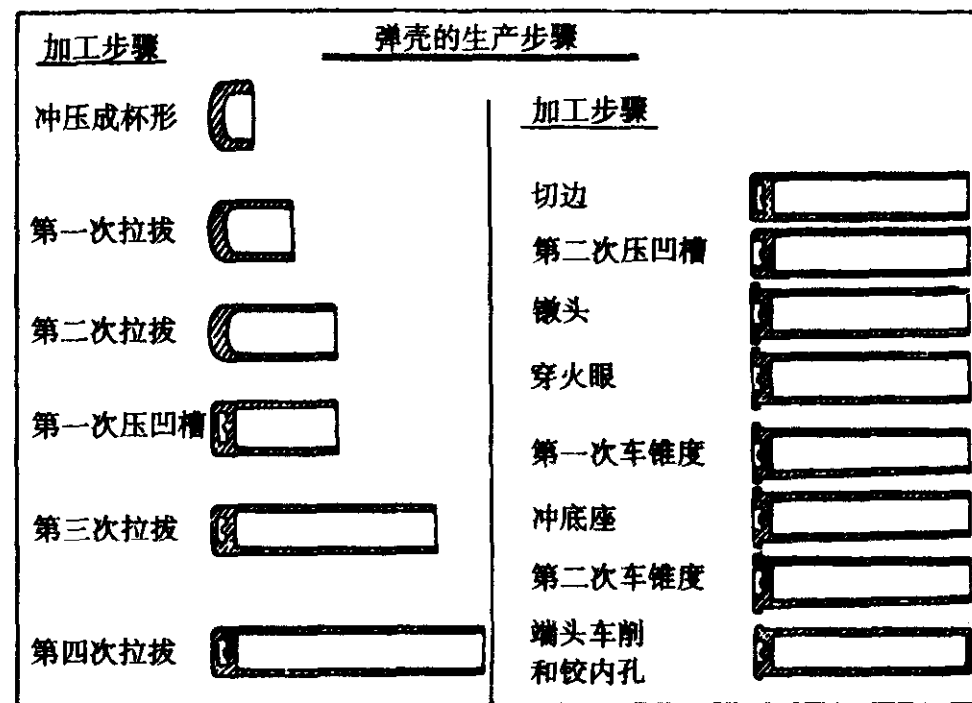 弹壳的生产步骤
加工步骤
冲压成杯形
第一次拉拔
第二次拉拔
第一次压凹槽
第三次拉拔
第四次拉拔
加工步骤
切边
第二次压凹槽
镦头
穿火眼
第一次车锥度
冲底座
第二次车锥度
端头车削
和铰内孔